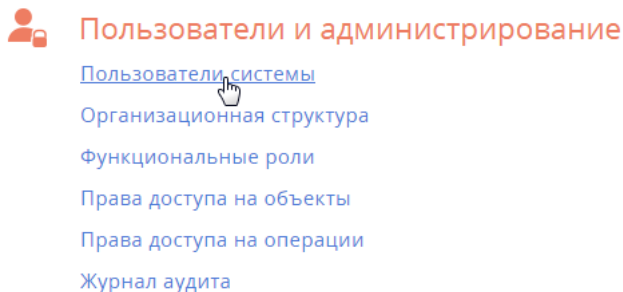 Пользователи и администрирование
Пользователи системы
Организационная структура
Функциональные роли
Права доступа на объекты
Права доступа на операции
Журнал аудита